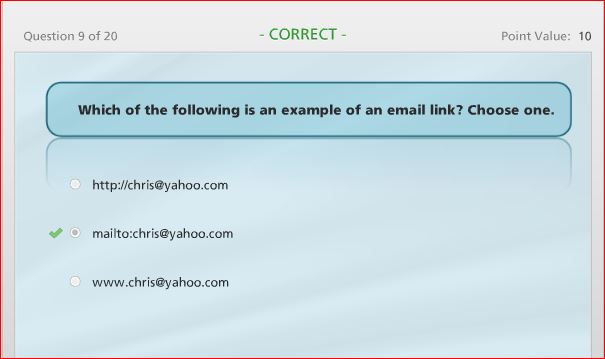 Question 9 of 20
- CORRECT -
Point Value: 10
Which of the following is an example of an email link? Choose one.
http://chris@yahoo.com
mailto:chris@yahoo.com
www.chris@yahoo.com